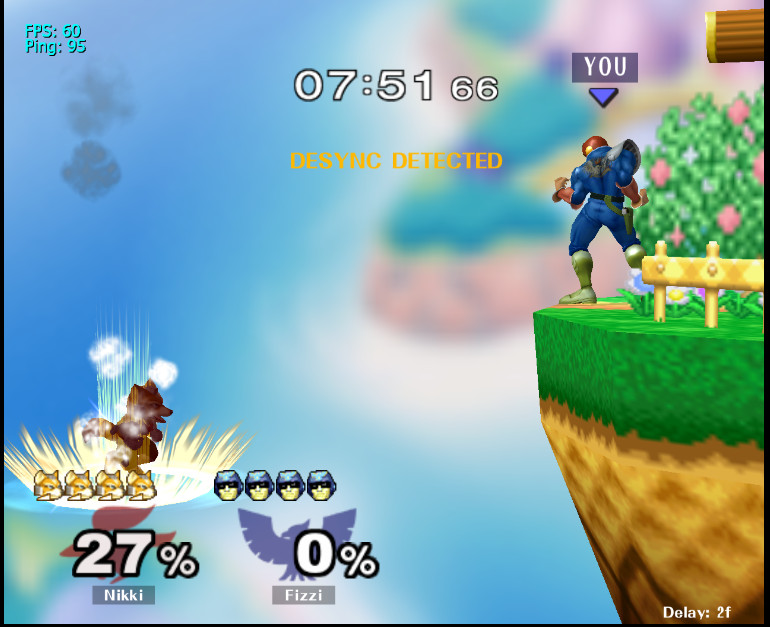 FPS: 60
Ping: 95
YOU
07:51 66
DESYNC DETECTED
27%
0%
Nikki
Fizzi
Delay: 2f